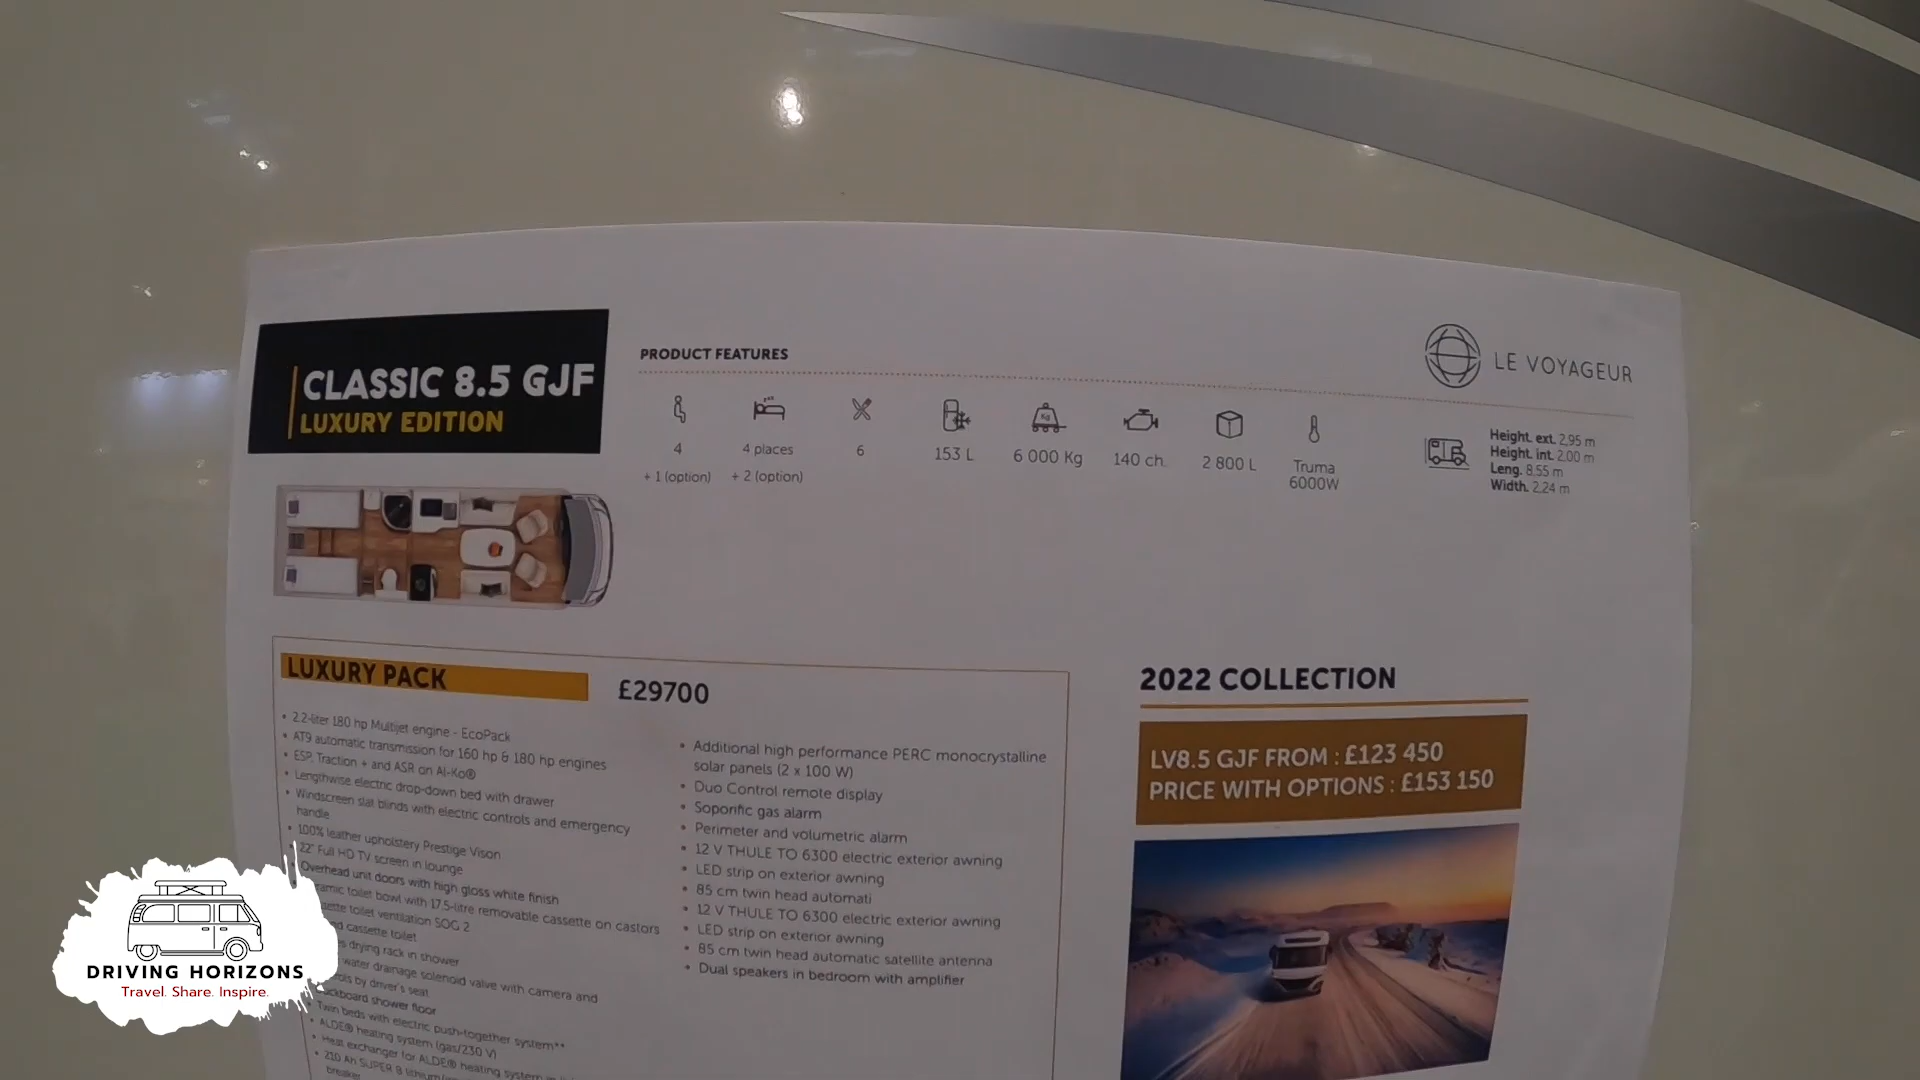 CLASSIC 8.5 GJF
LUXURY EDITION
PRODUCT FEATURES
LE VOYAGEUR
4
+ 1 (option)
4 places
+ 2 (option)
6
153 L
Kg
6 000 Kg
140 ch.
2 800 L
Truma
6000W
Height. ext. 2,95 m
Height. int. 2.00 m
Leng. 8.55 m
Width. 2,24 m
LUXURY PACK
£29700
• 2.2-liter 180 hp Multijet engine - EcoPack
• AT9 automatic transmission for 160 hp & 180 hp engines
• ESP, Traction + and ASR on Al-Ko®
• Lengthwise electric drop-down bed with drawer
• Windscreen slat blinds with electric controls and emergency
handle
• 100% leather upholstery Prestige Vison
• 22" Full HD TV screen in lounge
Overhead unit doors with high gloss white finish
toilet bowl with 17.5-litre removable cassette on castors
toilet ventilation SOG 2
cassette toilet
drying rack in shower
water drainage solenoid valve with camera and
by driver's seat
shower floor
• Twin beds with electric push-together system**
• ALDE® heating system (gas/230 V)
• Heat exchanger for ALDE® heating system
• 210 Ah SUPER B
breaker
• Additional high performance PERC monocrystalline
solar panels (2 x 100 W)
• Duo Control remote display
• Soporific gas alarm
• Perimeter and volumetric alarm
• 12 V THULE TO 6300 electric exterior awning
• LED strip on exterior awning
• 85 cm twin head automati
• 12 V THULE TO 6300 electric exterior awning
• LED strip on exterior awning
• 85 cm twin head automatic satellite antenna
• Dual speakers in bedroom with amplifier
2022 COLLECTION
LV8.5 GJF FROM : £123 450
PRICE WITH OPTIONS : £153 150
DRIVING HORIZONS
Travel. Share. Inspire.